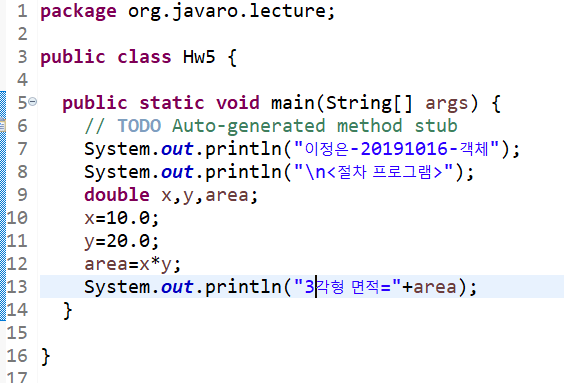 1 package org.javaro.lecture;
2
3 public class Hw5 {
4
5 public static void main(String[] args) {
6 // TODO Auto-generated method stub
7 System.out.println("이정은-20191016-객체");
8 System.out.println("\n<절차 프로그램>");
9 double x,y,area;
10 x=10.0;
11 y=20.0;
12 area=x*y;
13 System.out.println("3각형 면적="+area);
14 }
15
16 }
17